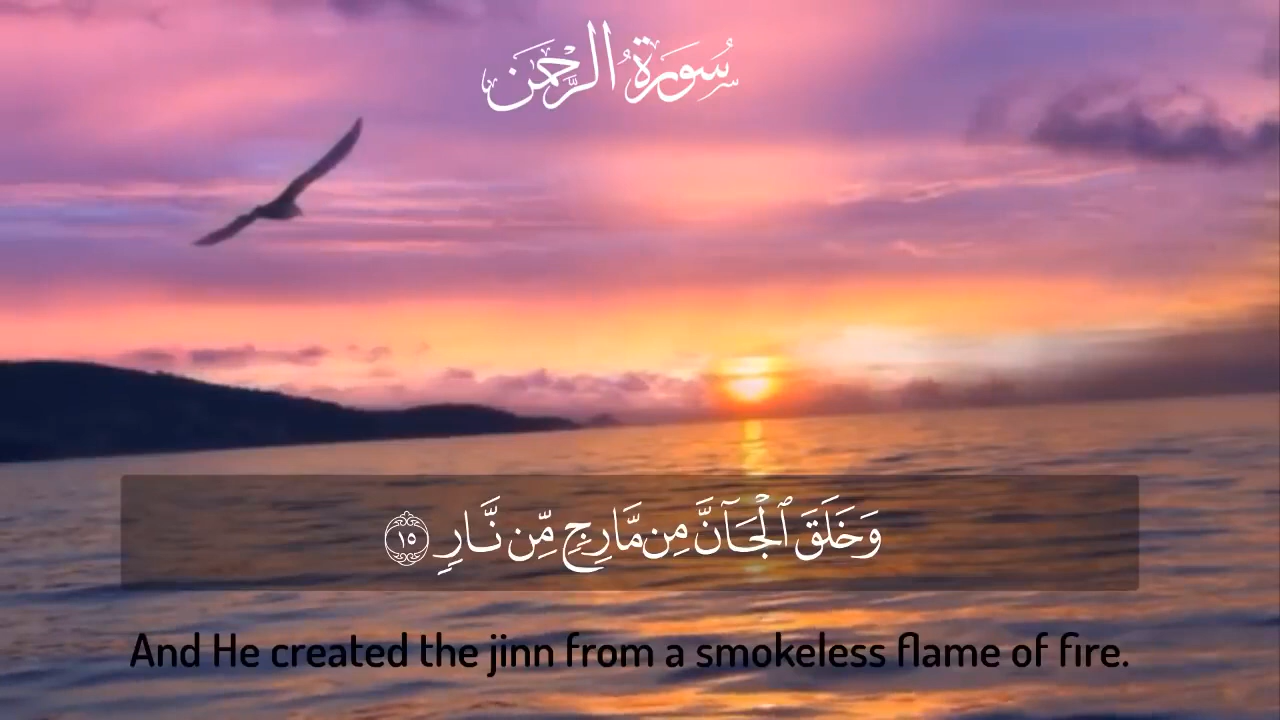 سُورَةُ الرَّحْمَٰن
وَخَلَقَ ٱلْجَآنَّ مِن مَّارِجٍ مِّن نَّارٍ ١٥
And He created the jinn from a smokeless flame of fire.